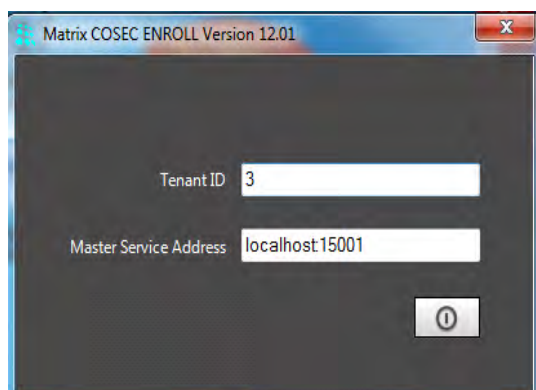 Matrix COSEC ENROLL Version 12.01
x
Tenant ID 3
Master Service Address localhost:15001